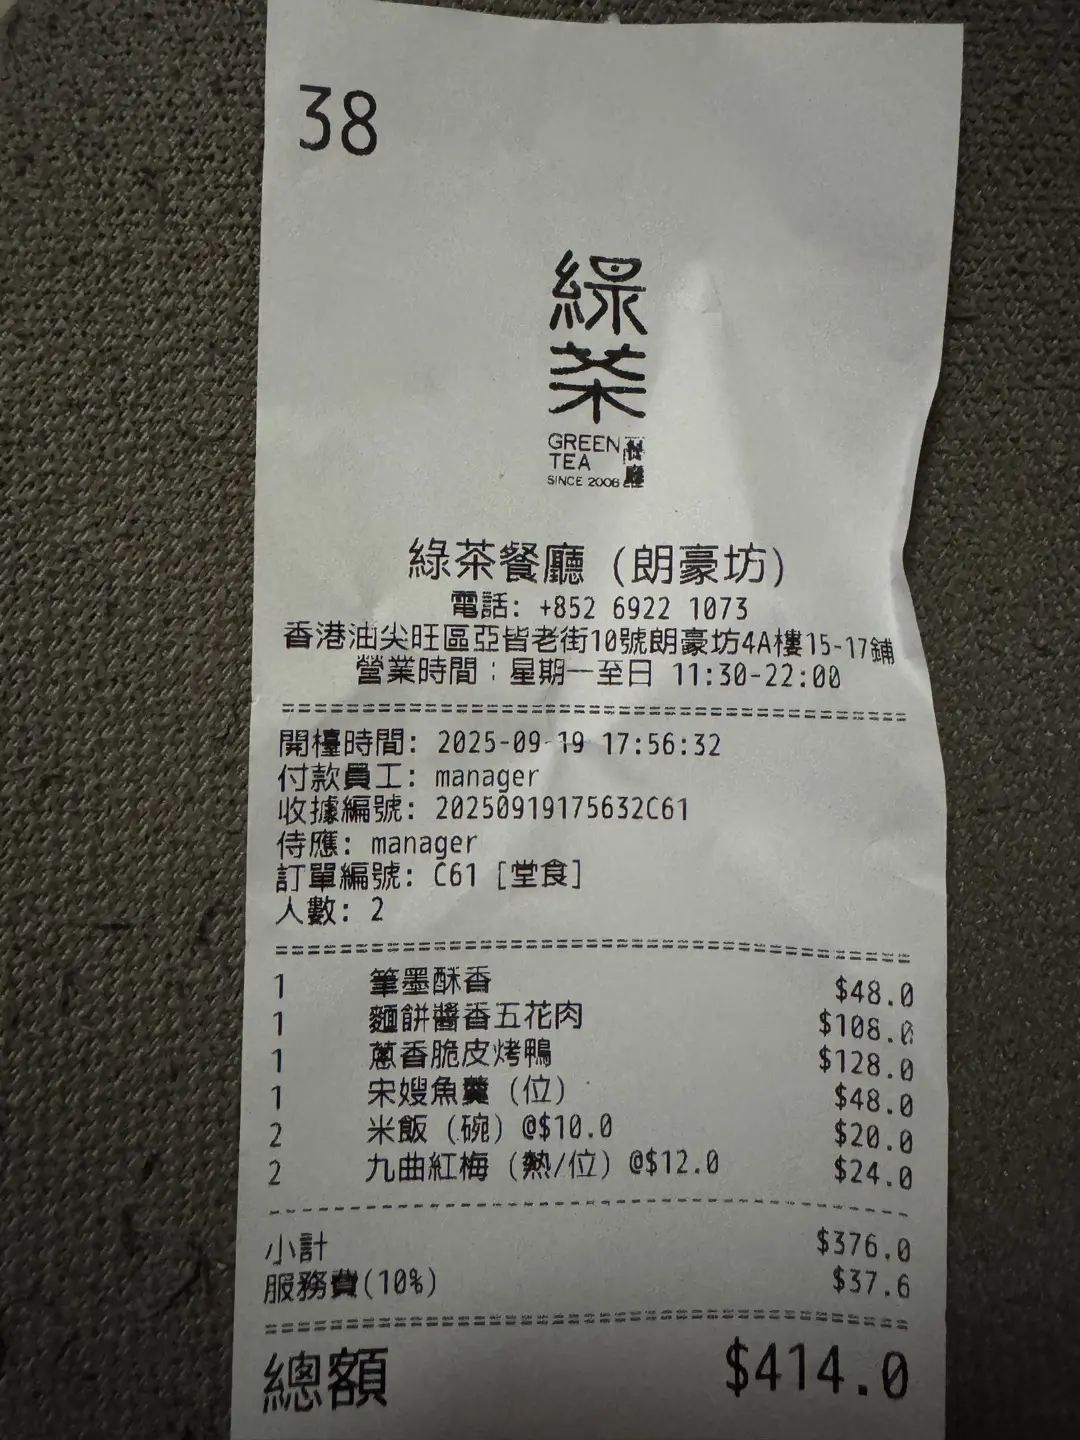 38
綠
茶
GREEN
TEA
餐廳
SINCE 2008
綠茶餐廳 (朗豪坊)
電話: +852 6922 1073
香港油尖旺區亞皆老街10號朗豪坊4A樓15-17鋪
營業時間：星期一至日 11:30-22:00
開檯時間: 2025-09-19 17:56:32
付款員工: manager
收據編號: 20250919175632C61
侍應: manager
訂單編號: C61 [堂食]
人數: 2
1 筆墨酥香 $48.0
1 麵餅醬香五花肉 $108.0
1 蔥香脆皮烤鴨 $128.0
1 宋嫂魚羹 (位) $48.0
2 米飯 (碗) @$10.0 $20.0
2 九曲紅梅 (熱/位) @$12.0 $24.0
小計 $376.0
服務費(10%) $37.6
總額 $414.0